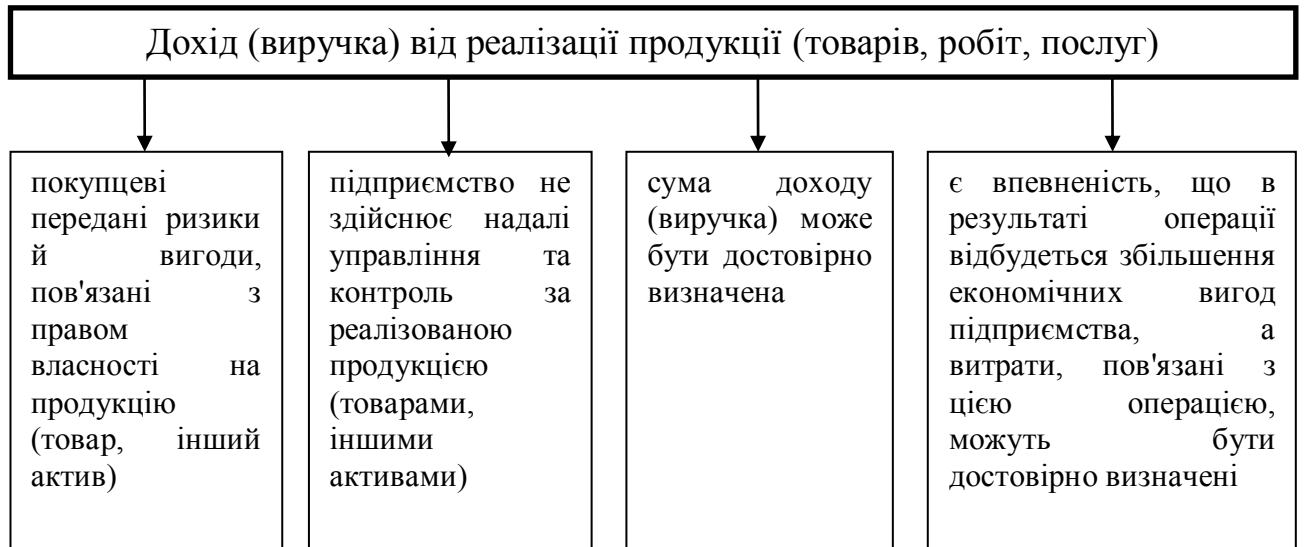 Дохід (виручка) від реалізації продукції (товарів, робіт, послуг)
покупцеві
передані ризики
й вигоди,
пов'язані з
правом
власності на
продукцію
(товар, інший
актив)
підприємство не
здійснює надалі
управління та
контроль за
реалізованою
продукцією
(товарами,
іншими
активами)
сума доходу
(виручка) може
бути достовірно
визначена
є впевненість, що в
результаті операції
відбудеться збільшення
економічних вигод
підприємства, а
витрати, пов'язані з
цією операцією,
можуть бути
достовірно визначені